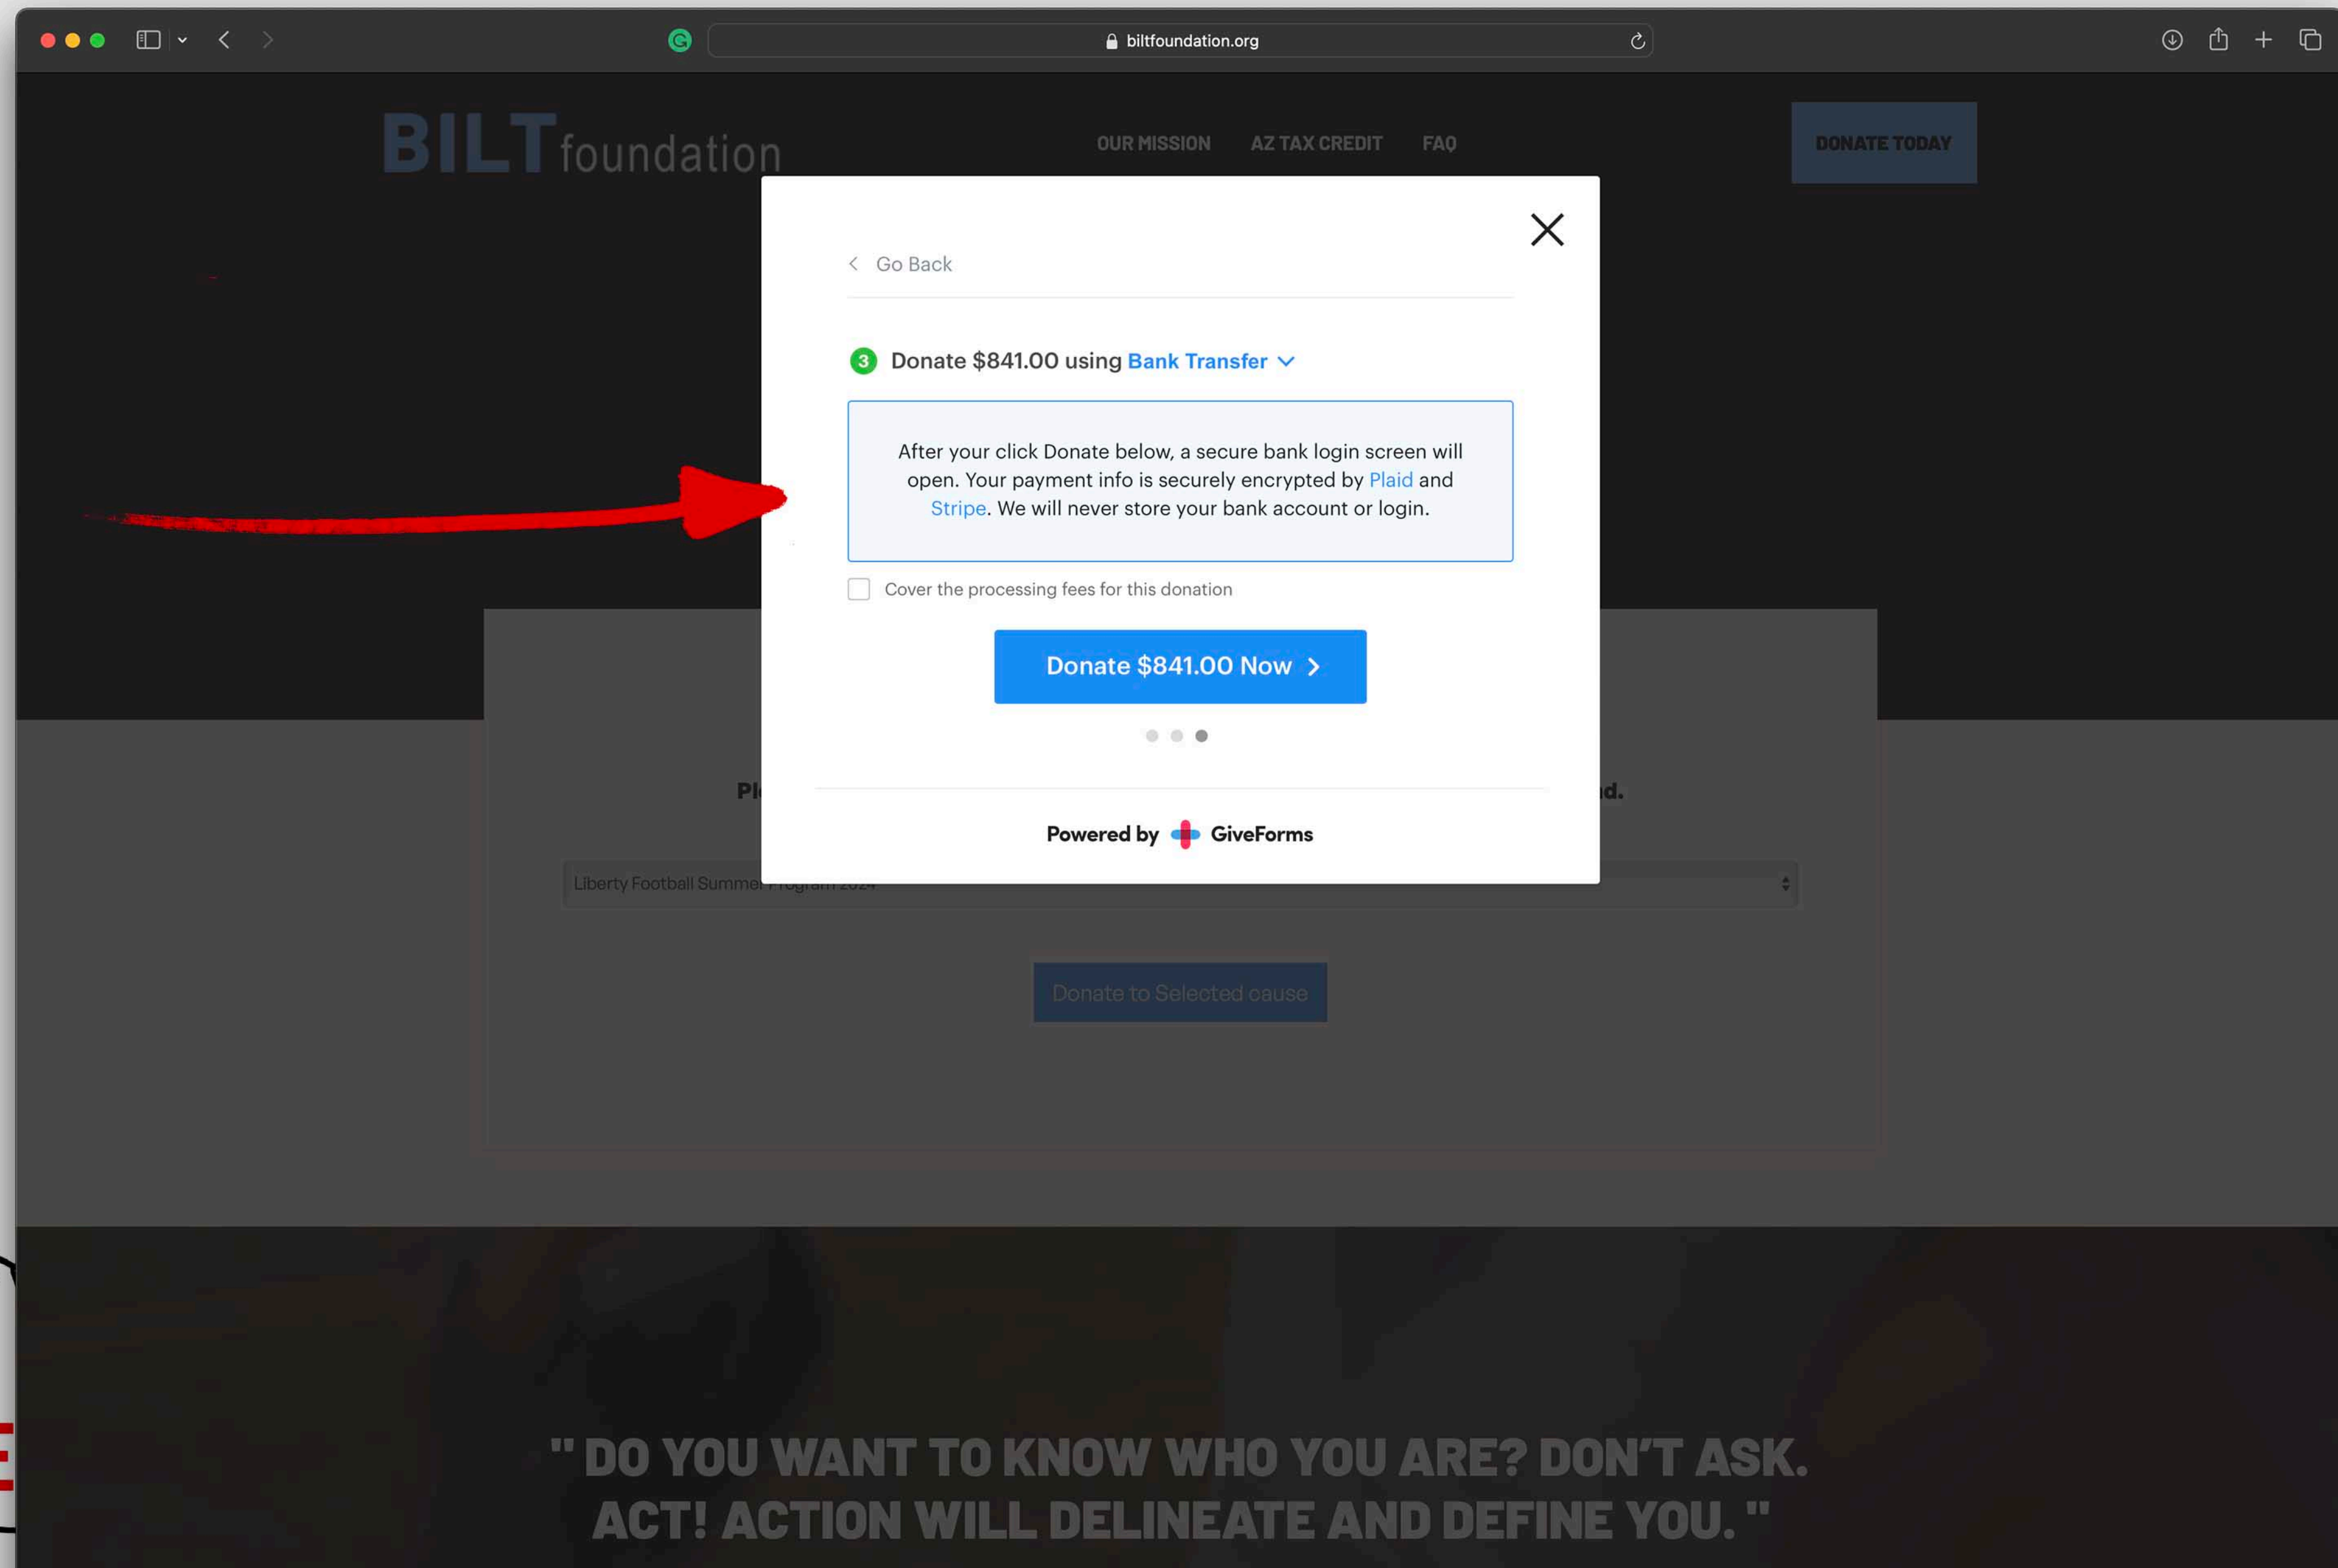 biltfoundation.org
BILT foundation
OUR MISSION AZ TAX CREDIT FAQ
DONATE TODAY
Go Back
3 Donate $841.00 using Bank Transfer
After your click Donate below, a secure bank login screen will
open. Your payment info is securely encrypted by Plaid and
Stripe. We will never store your bank account or login.
Cover the processing fees for this donation
Donate $841.00 Now
Powered by GiveForms
Liberty Football Summer Program 2024
Donate to Selected cause
" DO YOU WANT TO KNOW WHO YOU ARE? DON'T ASK.
ACT! ACTION WILL DELINEATE AND DEFINE YOU. "